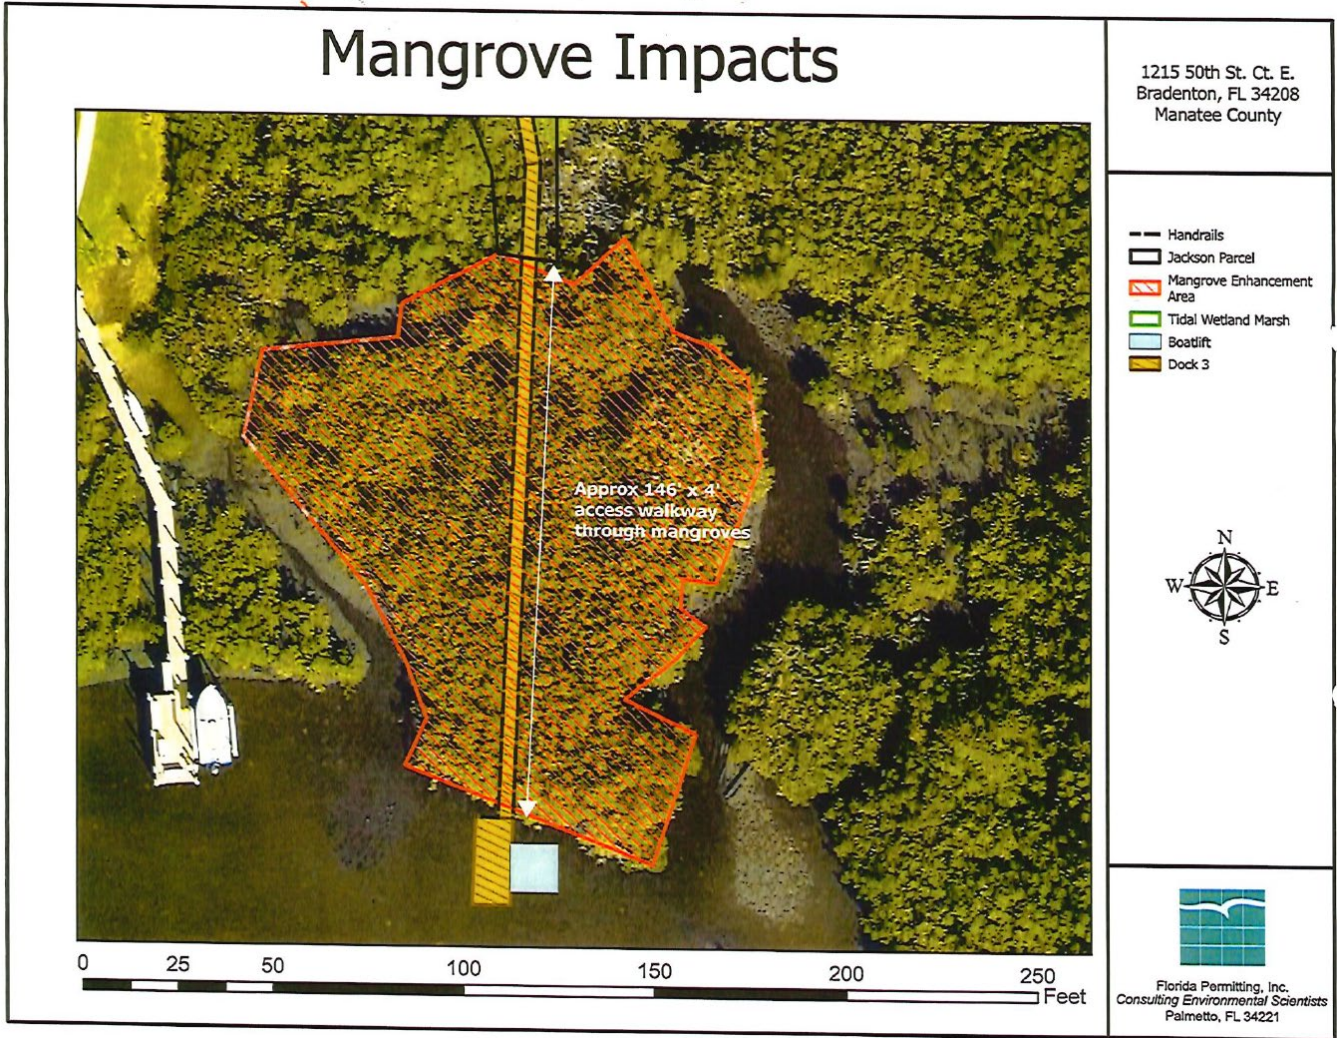 Mangrove Impacts
1215 50th St. Ct. E.
Bradenton, FL 34208
Manatee County
Handrails
Jackson Parcel
Mangrove Enhancement
Area
Tidal Wetland Marsh
Boatlift
Dock 3
Approx 146' x 4'
access walkway
through mangroves
N
W
E
S
0
25
50
100
150
200
250
Feet
Florida Permitting, Inc.
Consulting Environmental Scientists
Palmetto, FL 34221